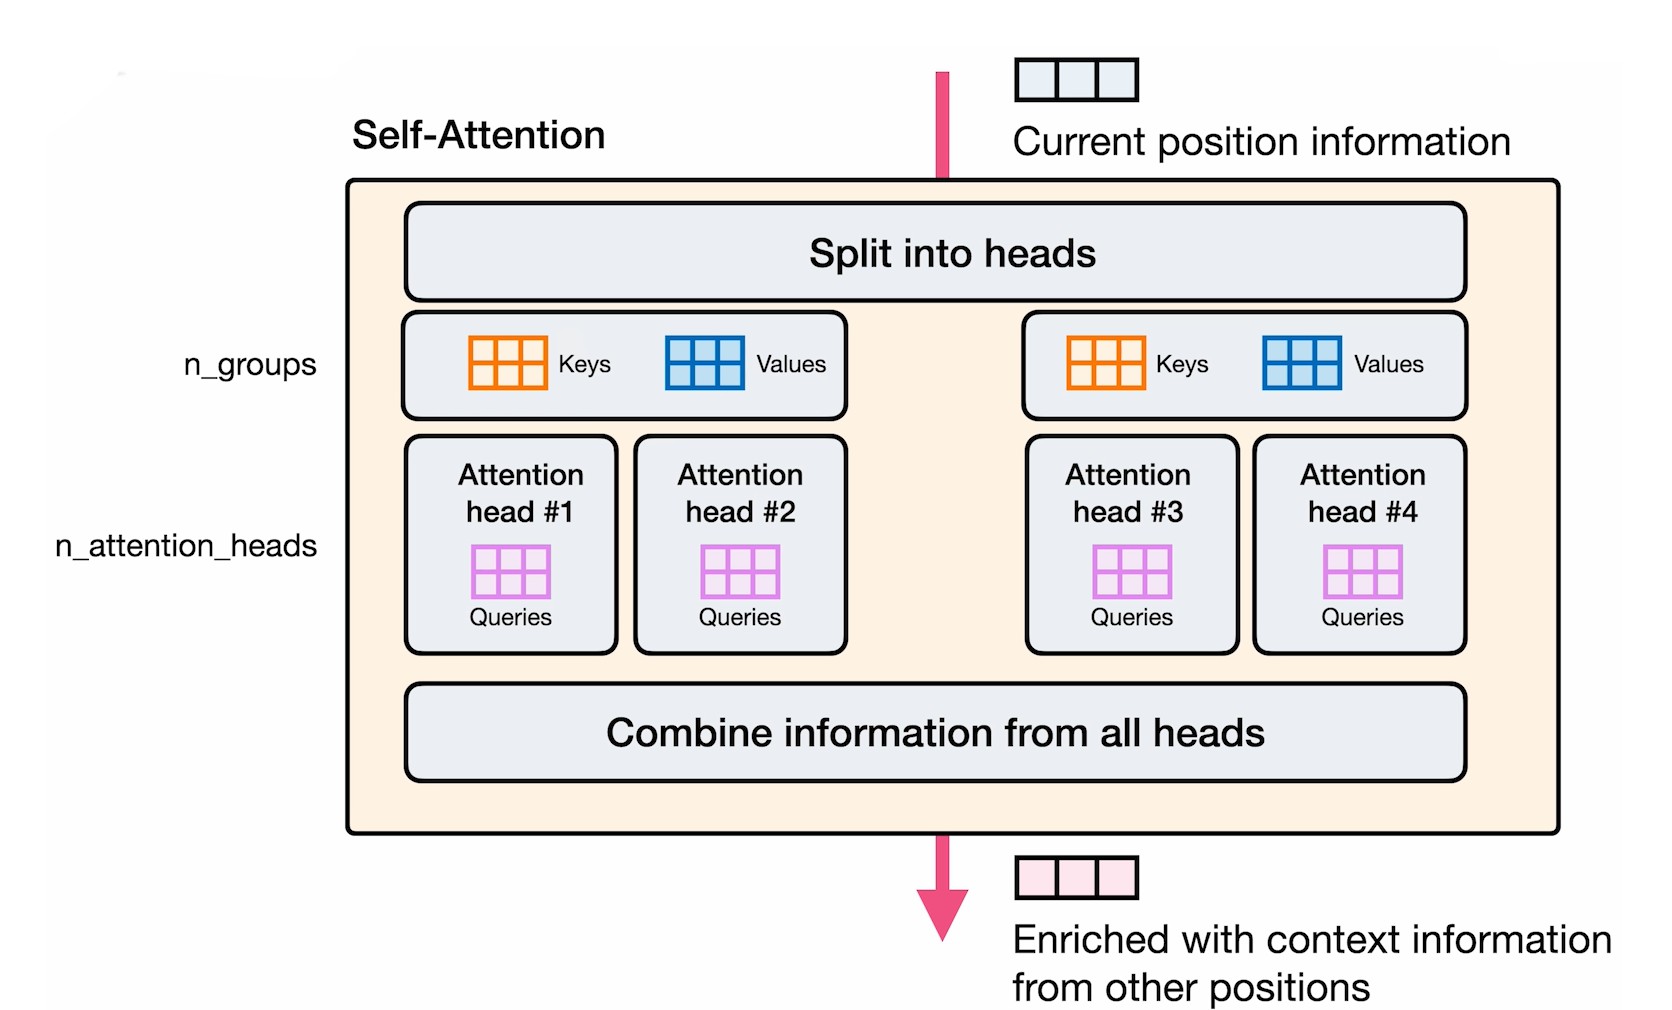 Current position information
Self-Attention
Split into heads
n_groups
Keys
Values
Keys
Values
n_attention_heads
Attention
head #1
Queries
Attention
head #2
Queries
Attention
head #3
Queries
Attention
head #4
Queries
Combine information from all heads
Enriched with context information
from other positions